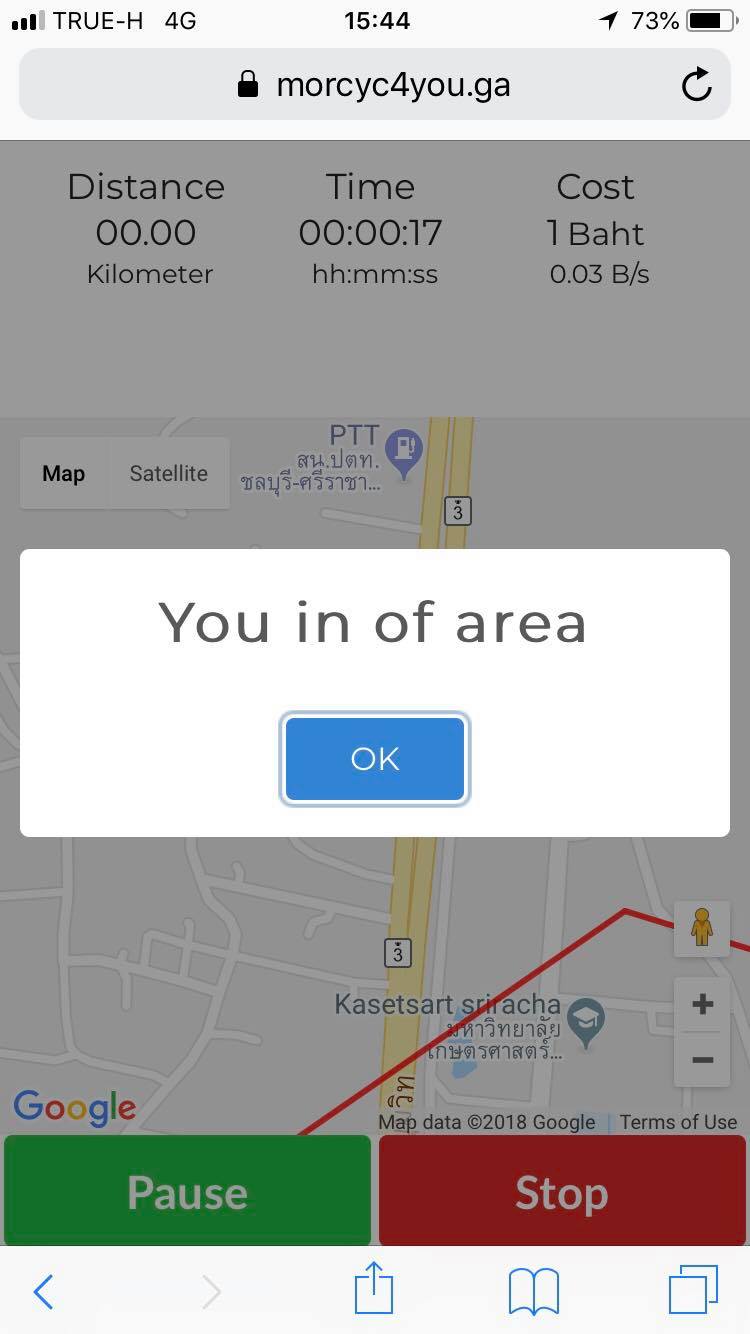 TRUE-H 4G 15:44 73%
morcyc4you.ga
Distance Time Cost
00.00 00:00:17 1 Baht
Kilometer hh:mm:ss 0.03 B/s
Map Satellite
PTT
สน.ปตท.
ชลบุรี-ศรีราชา...
3
You in of area
OK
3
Kasetsart sriracha
มหาวิทยาลัย
เกษตรศาสตร์...
Google
Map data ©2018 Google Terms of Use
Pause Stop